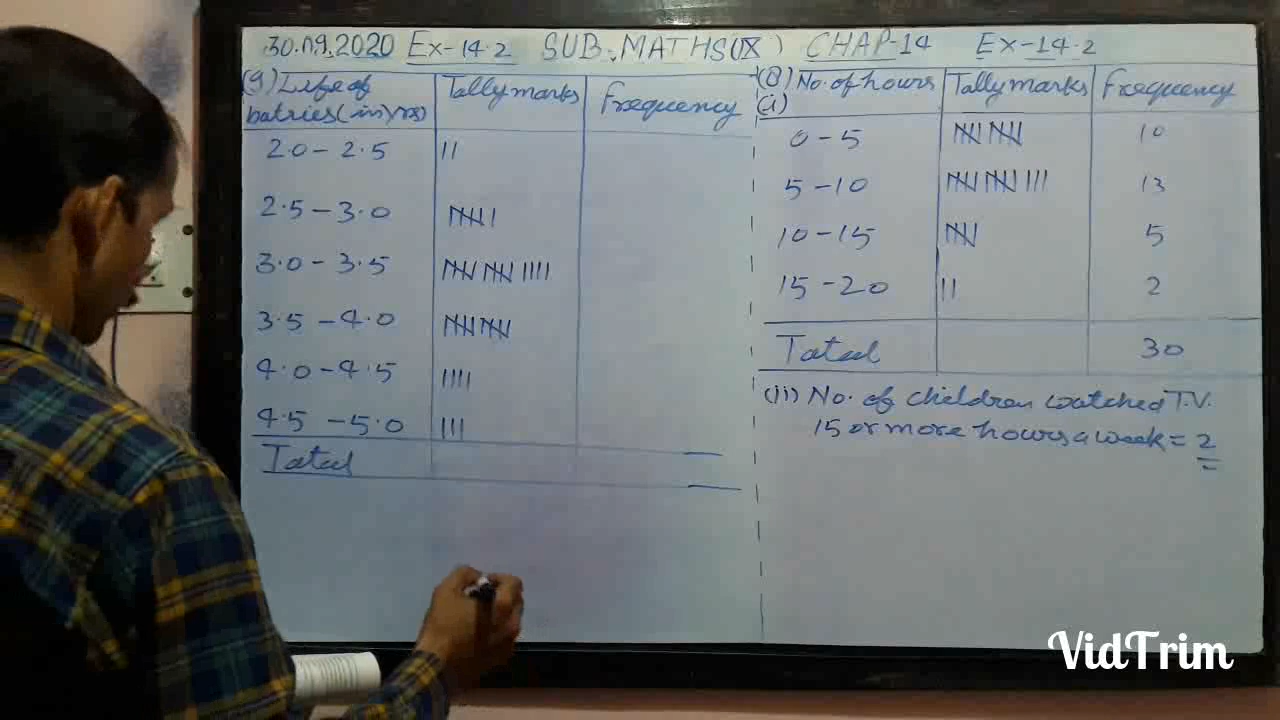 30.09.2020 Ex-14.2 SUB. MATHS(IX) CHAP-14 Ex-14.2
(9) Life of Tally marks Frequency
batries(in yrs)
2.0-2.5 ||
2.5-3.0 |||| |
3.0-3.5 |||| |||| ||||
3.5-4.0 |||| ||||
4.0-4.5 ||||
4.5-5.0 |||
Total
(8) No. of hours Tally marks Frequency
(i)
0-5 |||| |||| 10
5-10 |||| |||| ||| 13
10-15 |||| 5
15-20 || 2
Total 30
(ii) No. of children watched T.V.
15 or more hours a week = 2
VidTrim